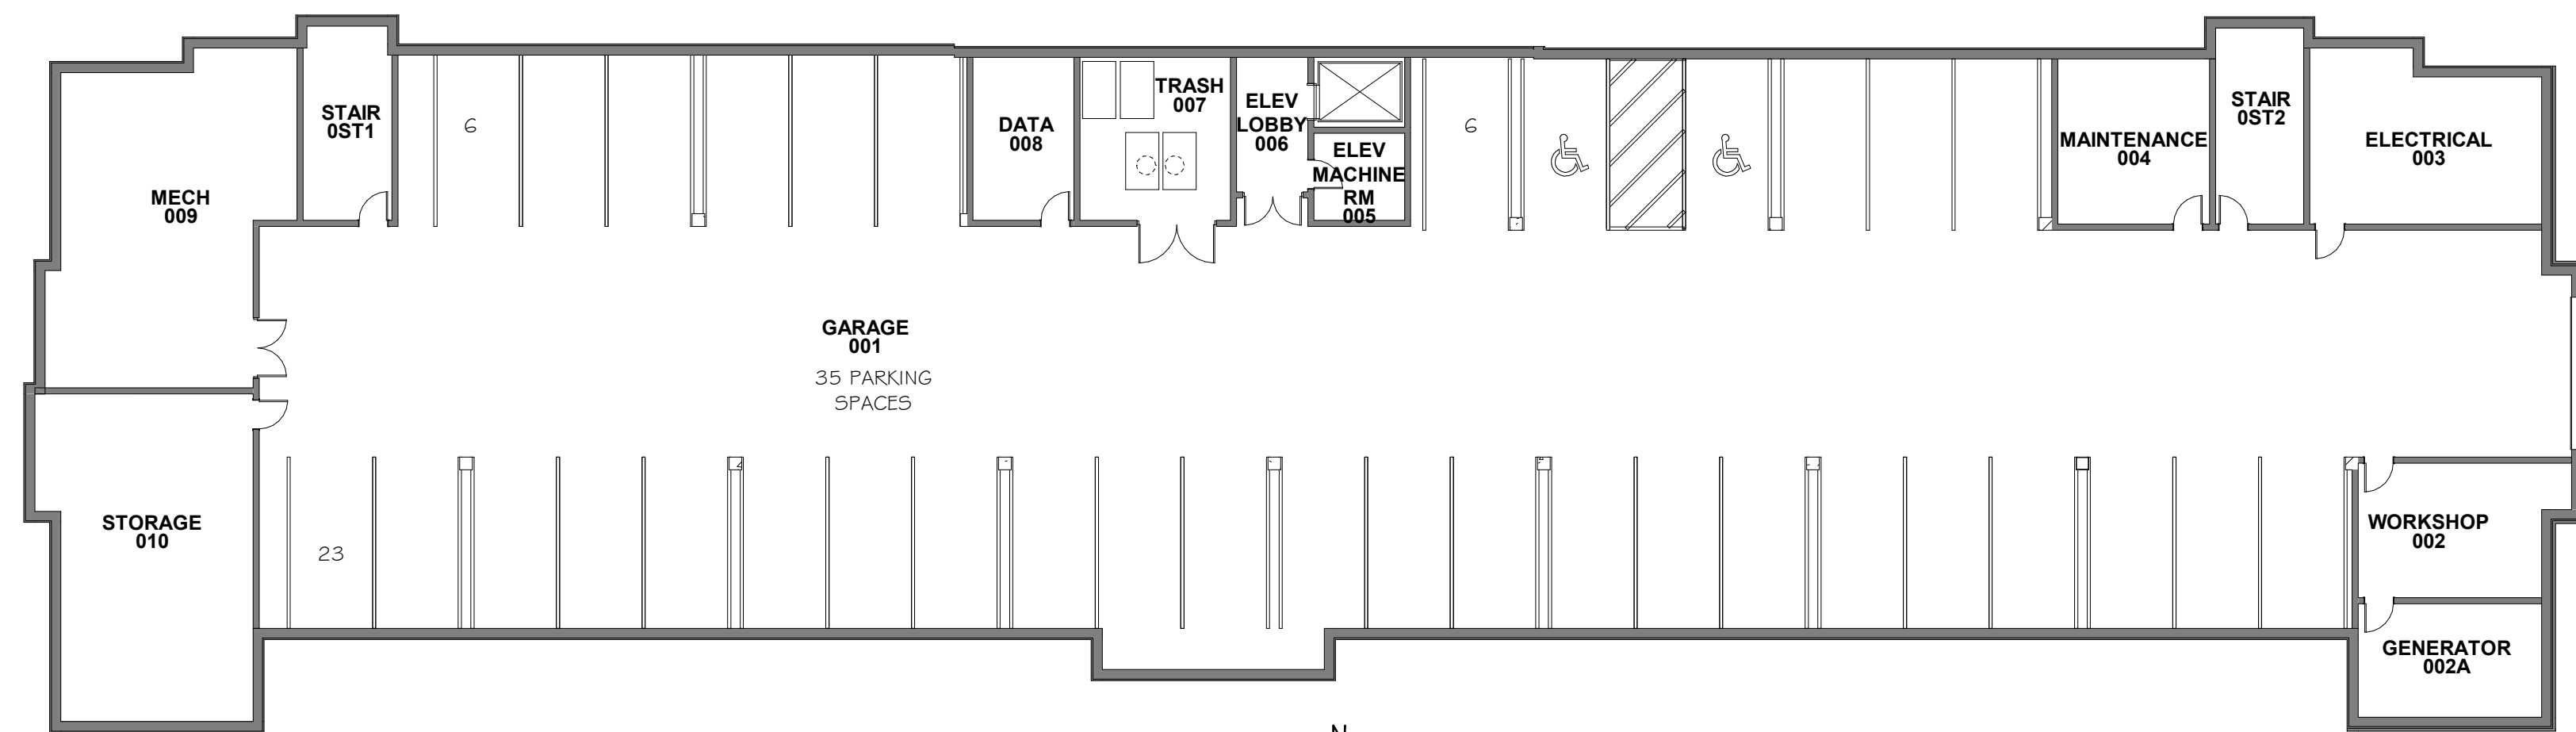 STAIR
0ST1
6
MECH
009
DATA
008
TRASH
007
ELEV
LOBBY
006
ELEV
MACHINE
RM
005
6
MAINTENANCE
004
STAIR
0ST2
ELECTRICAL
003
GARAGE
001
35 PARKING
SPACES
STORAGE
010
23
WORKSHOP
002
GENERATOR
002A
N